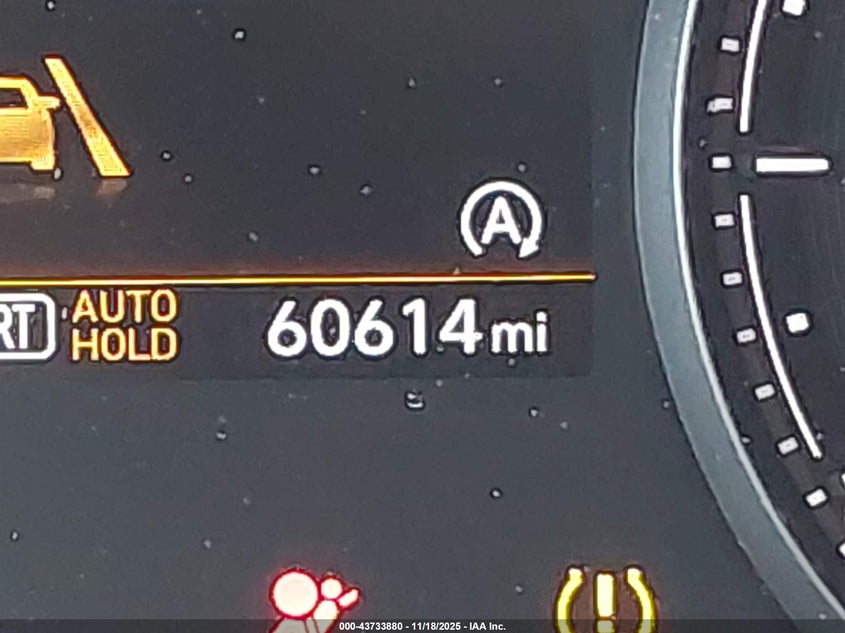 A
RT AUTO HOLD 60614 mi
000-43733880 - 11/18/2025 - IAA Inc.